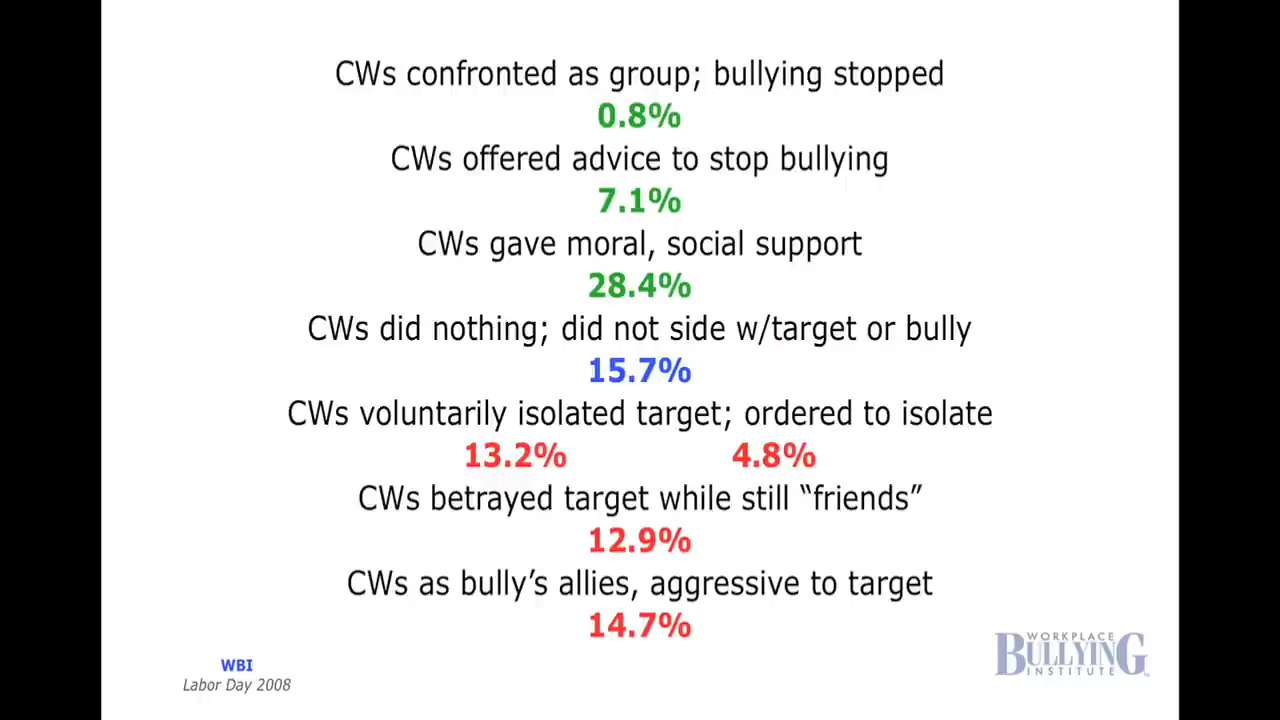 CWs confronted as group; bullying stopped
0.8%
CWs offered advice to stop bullying
7.1%
CWs gave moral, social support
28.4%
CWs did nothing; did not side w/target or bully
15.7%
CWs voluntarily isolated target; ordered to isolate
13.2% 4.8%
CWs betrayed target while still “friends”
12.9%
CWs as bully’s allies, aggressive to target
14.7%
WBI
Labor Day 2008
WORKPLACE
BULLYING
INSTITUTE